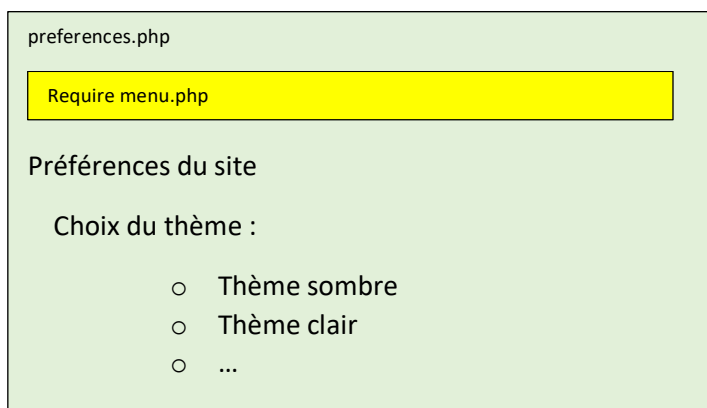 preferences.php
Require menu.php
Préférences du site
Choix du thème :
o Thème sombre
o Thème clair
o ...